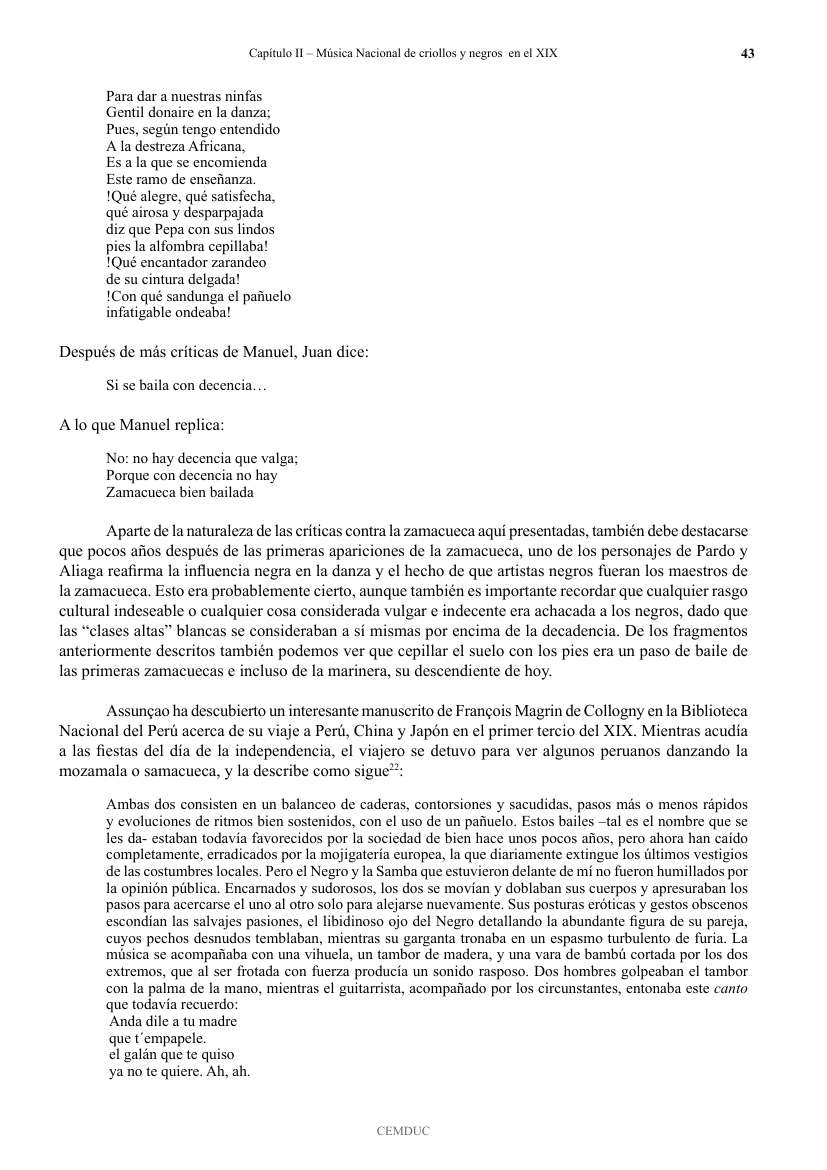 Capítulo II – Música Nacional de criollos y negros  en el XIX
43
Para dar a nuestras ninfas
Gentil donaire en la danza;
Pues, según tengo entendido
A la destreza Africana,
Es a la que se encomienda
Este ramo de enseñanza.
!Qué alegre, qué satisfecha,
qué airosa y desparpajada
diz que Pepa con sus lindos
pies la alfombra cepillaba!
!Qué encantador zarandeo
de su cintura delgada!
!Con qué sandunga el pañuelo
infatigable ondeaba!
Después de más críticas de Manuel, Juan dice:
Si se baila con decencia…
A lo que Manuel replica:
No: no hay decencia que valga;
Porque con decencia no hay
Zamacueca bien bailada
Aparte de la naturaleza de las críticas contra la zamacueca aquí presentadas, también debe destacarse
que pocos años después de las primeras apariciones de la zamacueca, uno de los personajes de Pardo y
Aliaga reafirma la influencia negra en la danza y el hecho de que artistas negros fueran los maestros de
la zamacueca. Esto era probablemente cierto, aunque también es importante recordar que cualquier rasgo
cultural indeseable o cualquier cosa considerada vulgar e indecente era achacada a los negros, dado que
las “clases altas” blancas se consideraban a sí mismas por encima de la decadencia. De los fragmentos
anteriormente descritos también podemos ver que cepillar el suelo con los pies era un paso de baile de
las primeras zamacuecas e incluso de la marinera, su descendiente de hoy.
Assunçao ha descubierto un interesante manuscrito de François Magrin de Collogny en la Biblioteca
Nacional del Perú acerca de su viaje a Perú, China y Japón en el primer tercio del XIX. Mientras acudía
a las fiestas del día de la independencia, el viajero se detuvo para ver algunos peruanos danzando la
mozamala o samacueca, y la describe como sigue22:
Ambas dos consisten en un balanceo de caderas, contorsiones y sacudidas, pasos más o menos rápidos
y evoluciones de ritmos bien sostenidos, con el uso de un pañuelo. Estos bailes –tal es el nombre que se
les da- estaban todavía favorecidos por la sociedad de bien hace unos pocos años, pero ahora han caído
completamente, erradicados por la mojigatería europea, la que diariamente extingue los últimos vestigios
de las costumbres locales. Pero el Negro y la Samba que estuvieron delante de mí no fueron humillados por
la opinión pública. Encarnados y sudorosos, los dos se movían y doblaban sus cuerpos y apresuraban los
pasos para acercarse el uno al otro solo para alejarse nuevamente. Sus posturas eróticas y gestos obscenos
escondían las salvajes pasiones, el libidinoso ojo del Negro detallando la abundante figura de su pareja,
cuyos pechos desnudos temblaban, mientras su garganta tronaba en un espasmo turbulento de furia. La
música se acompañaba con una vihuela, un tambor de madera, y una vara de bambú cortada por los dos
extremos, que al ser frotada con fuerza producía un sonido rasposo. Dos hombres golpeaban el tambor
con la palma de la mano, mientras el guitarrista, acompañado por los circunstantes, entonaba este canto
que todavía recuerdo:
Anda dile a tu madre
que t´empapele.
el galán que te quiso
ya no te quiere. Ah, ah.
CEMDUC